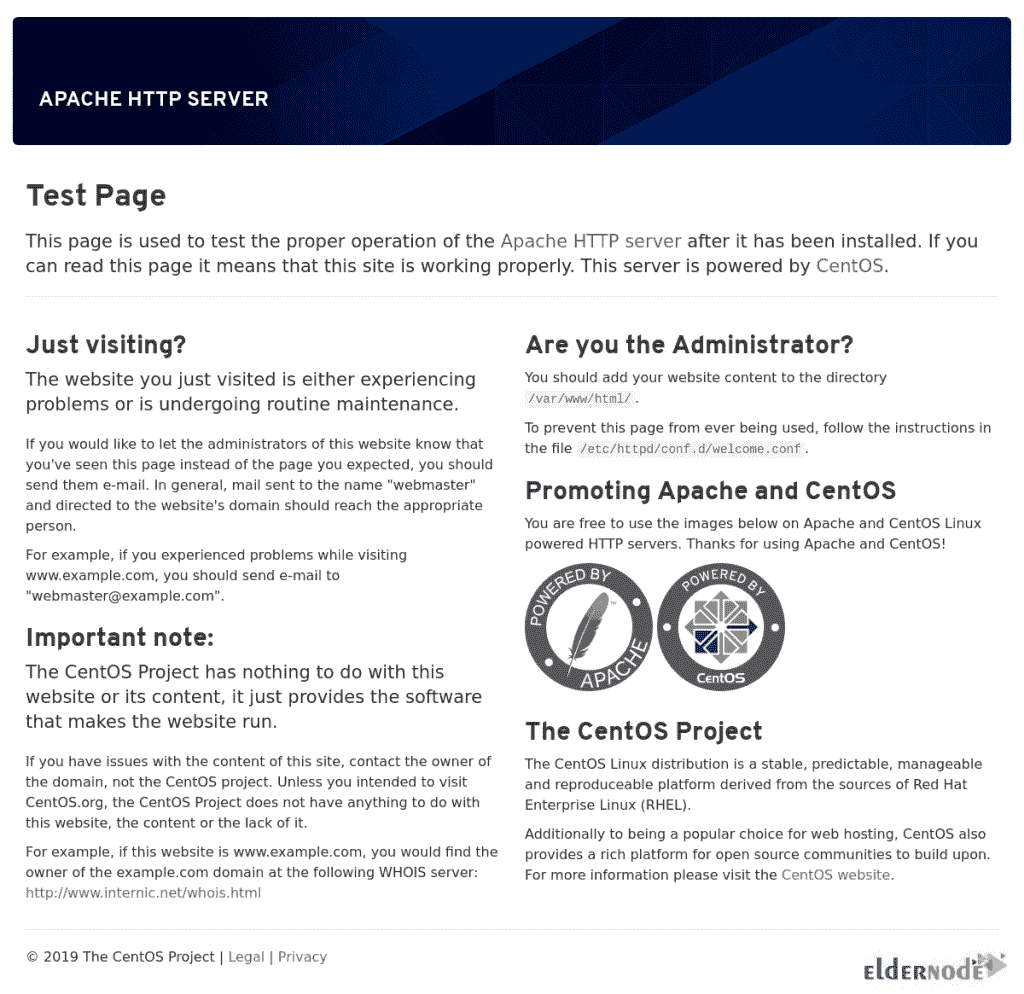 APACHE HTTP SERVER
Test Page
This page is used to test the proper operation of the Apache HTTP server after it has been installed. If you
can read this page it means that this site is working properly. This server is powered by CentOS.
Just visiting?
The website you just visited is either experiencing
problems or is undergoing routine maintenance.
If you would like to let the administrators of this website know that
you've seen this page instead of the page you expected, you should
send them e-mail. In general, mail sent to the name "webmaster"
and directed to the website's domain should reach the appropriate
person.
For example, if you experienced problems while visiting
www.example.com, you should send e-mail to
"webmaster@example.com".
Important note:
The CentOS Project has nothing to do with this
website or its content, it just provides the software
that makes the website run.
If you have issues with the content of this site, contact the owner of
the domain, not the CentOS project. Unless you intended to visit
CentOS.org, the CentOS Project does not have anything to do with
this website, the content or the lack of it.
For example, if this website is www.example.com, you would find the
owner of the example.com domain at the following WHOIS server:
http://www.internic.net/whois.html
Are you the Administrator?
You should add your website content to the directory
/var/www/html/.
To prevent this page from ever being used, follow the instructions in
the file /etc/httpd/conf.d/welcome.conf.
Promoting Apache and CentOS
You are free to use the images below on Apache and CentOS Linux
powered HTTP servers. Thanks for using Apache and CentOS!
POWERED BY
APACHE
™
POWERED BY
CentOS
The CentOS Project
The CentOS Linux distribution is a stable, predictable, manageable
and reproduceable platform derived from the sources of Red Hat
Enterprise Linux (RHEL).
Additionally to being a popular choice for web hosting, CentOS also
provides a rich platform for open source communities to build upon.
For more information please visit the CentOS website.
© 2019 The CentOS Project | Legal | Privacy
ELDERNODE